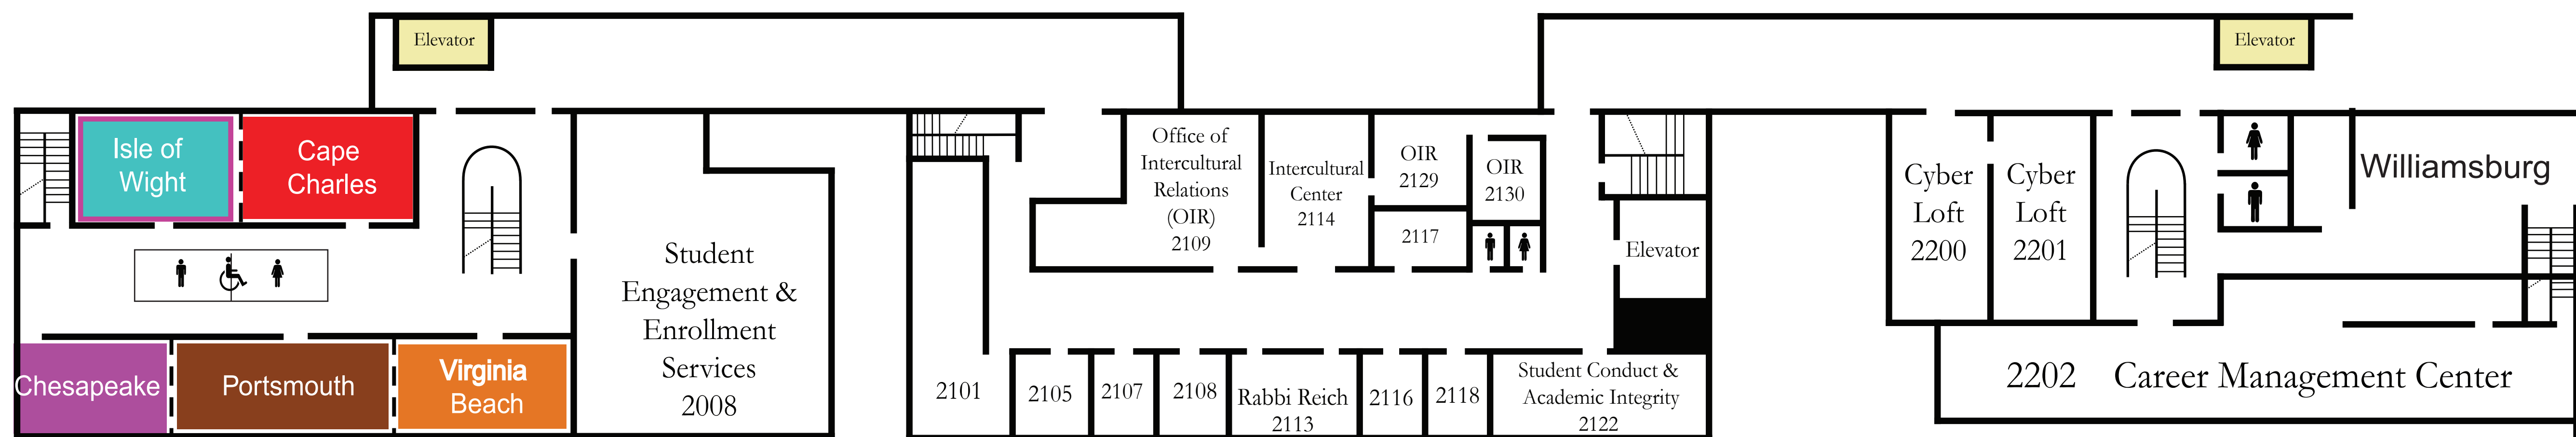 Elevator
Elevator
Isle of
Wight
Cape
Charles
Chesapeake
Portsmouth
Virginia
Beach
Student
Engagement &
Enrollment
Services
2008
2101
Office of
Intercultural
Relations
(OIR)
2109
Intercultural
Center
2114
OIR
2129
OIR
2130
2117
Elevator
2105
2107
2108
Rabbi Reich
2113
2116
2118
Student Conduct &
Academic Integrity
2122
Cyber
Loft
2200
Cyber
Loft
2201
Williamsburg
2202 Career Management Center